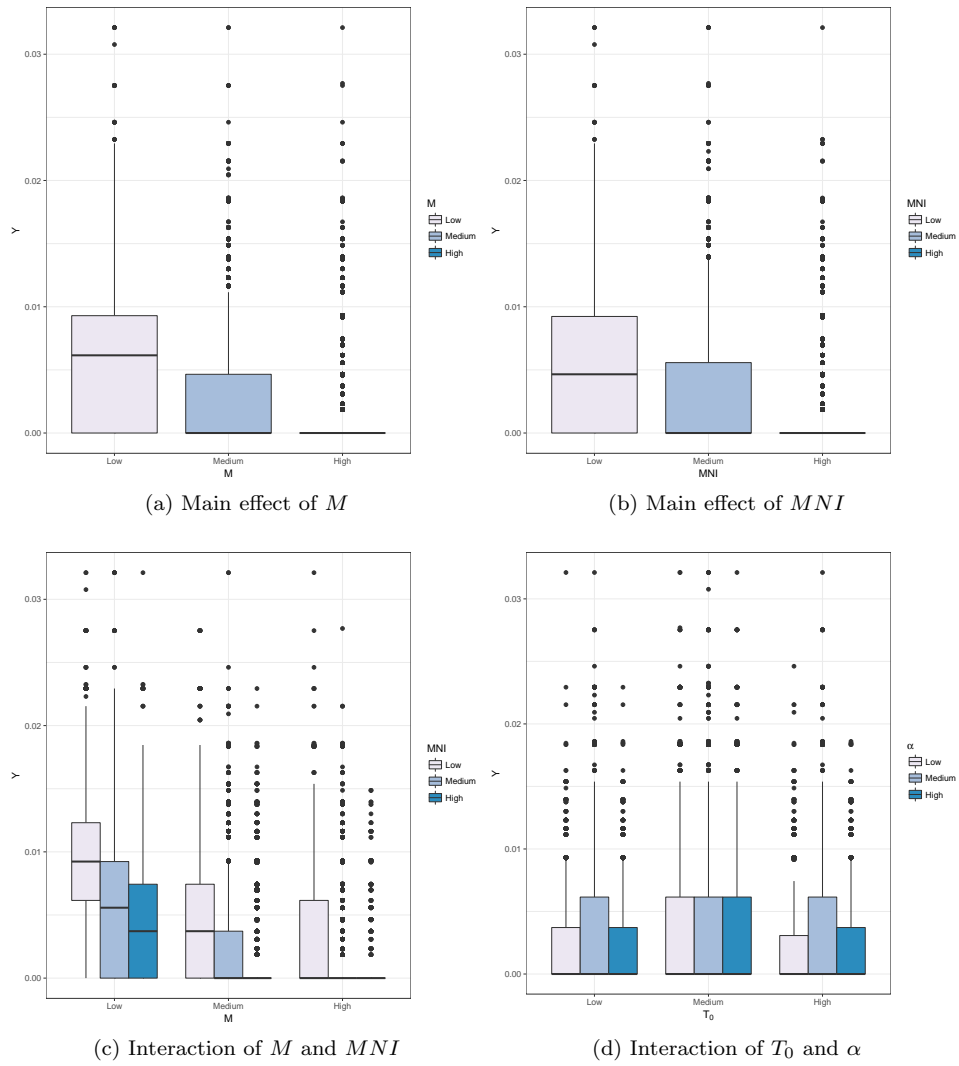 0.03
0.02
0.01
0.00
Y
Low
Medium
High
M
M
Low
Medium
High
(a) Main effect of M
0.03
0.02
0.01
0.00
Y
Low
Medium
High
MNI
MNI
Low
Medium
High
(b) Main effect of MNI
0.03
0.02
0.01
0.00
Y
Low
Medium
High
M
MNI
Low
Medium
High
(c) Interaction of M and MNI
0.03
0.02
0.01
0.00
Y
Low
Medium
High
T₀
α
Low
Medium
High
(d) Interaction of T₀ and α